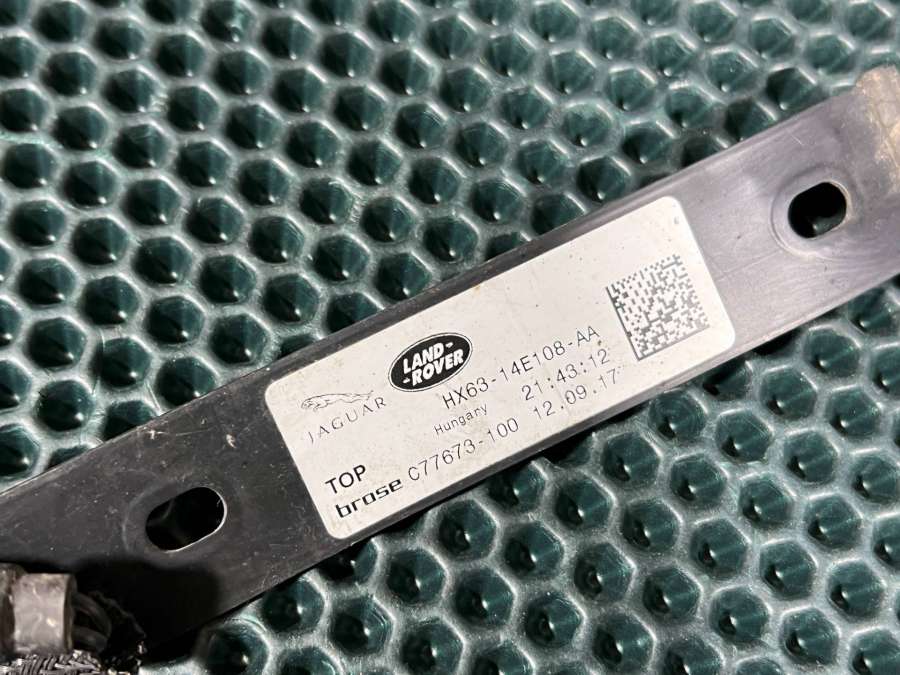 JAGUAR
LAND-
-ROVER
HX63-14E108-AA
Hungary 21:43:12
TOP
brose C77673-100 12.09.17